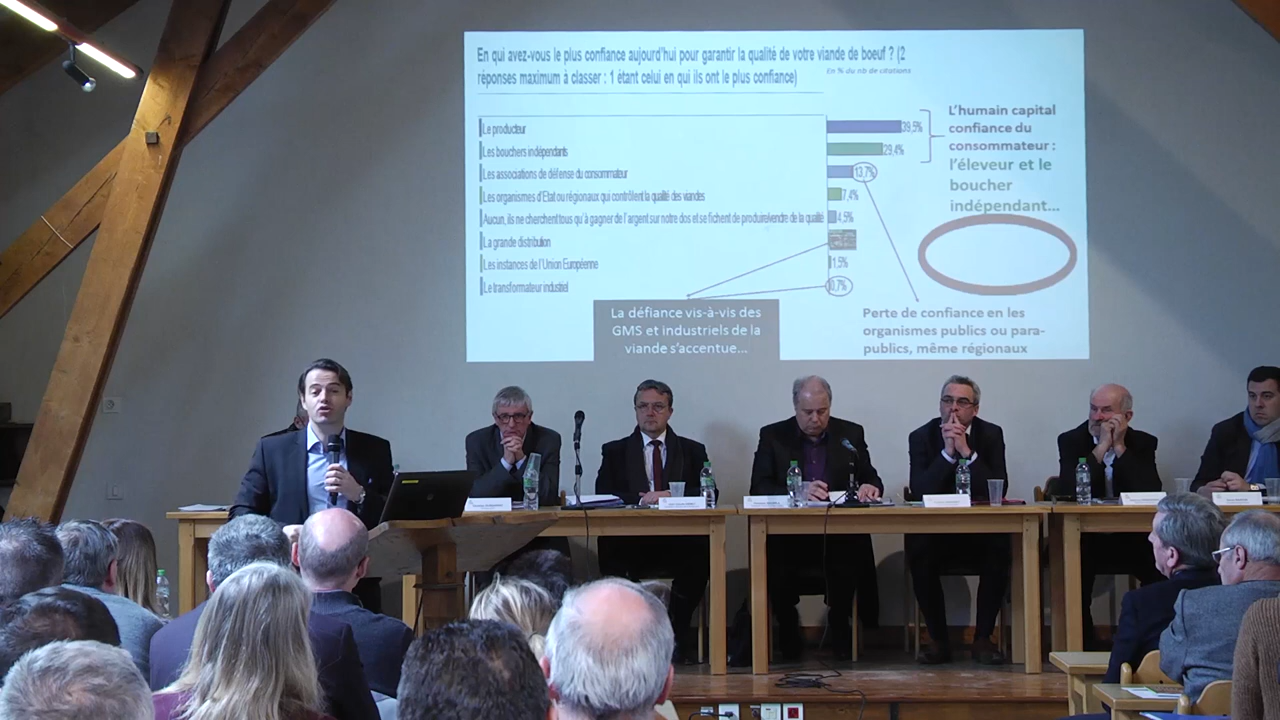 En qui avez-vous le plus confiance aujourd'hui pour garantir la qualité de votre viande de boeuf ? (2
réponses maximum à classer : 1 étant celui en qui ils ont le plus confiance)
En % du nb de citations
Le producteur
39,5%
Les bouchers indépendants
29,4%
Les associations de défense du consommateur
13,7%
Les organismes d'Etat ou régionaux qui contrôlent la qualité des viandes
7,4%
Aucun, ils ne cherchent tous qu'à gagner de l'argent sur notre dos et se fichent de produire/vendre de la qualité
4,5%
La grande distribution
Les instances de l'Union Européenne
1,5%
Le transformateur industriel
0,7%
L'humain capital
confiance du
consommateur :
l'éleveur et le
boucher
indépendant...
La défiance vis-à-vis des
GMS et industriels de la
viande s'accentue...
Perte de confiance en les
organismes publics ou para-
publics, même régionaux